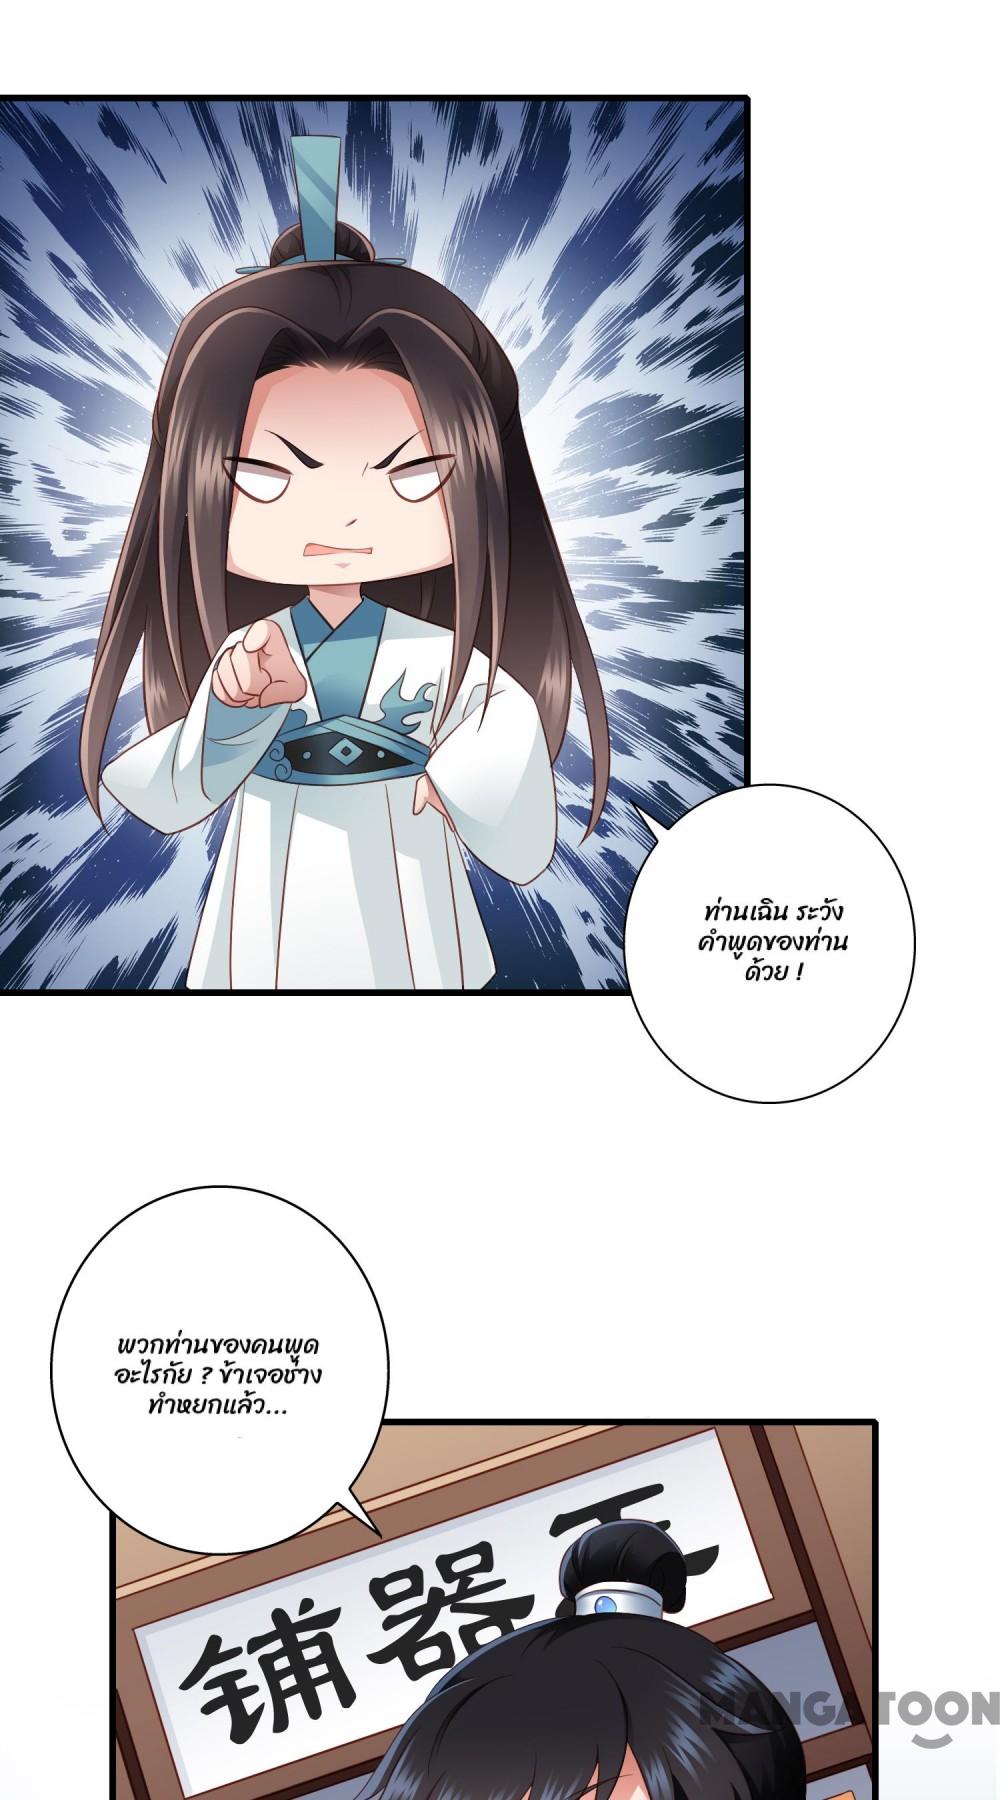 ท่านเฉิน ระวัง
คำพูดของท่าน
ด้วย !
พวกท่านของคนพูด
อะไรกัย ? ข้าเจอช่าง
ทำหยกแล้ว...
铺器玉
MANGATOON